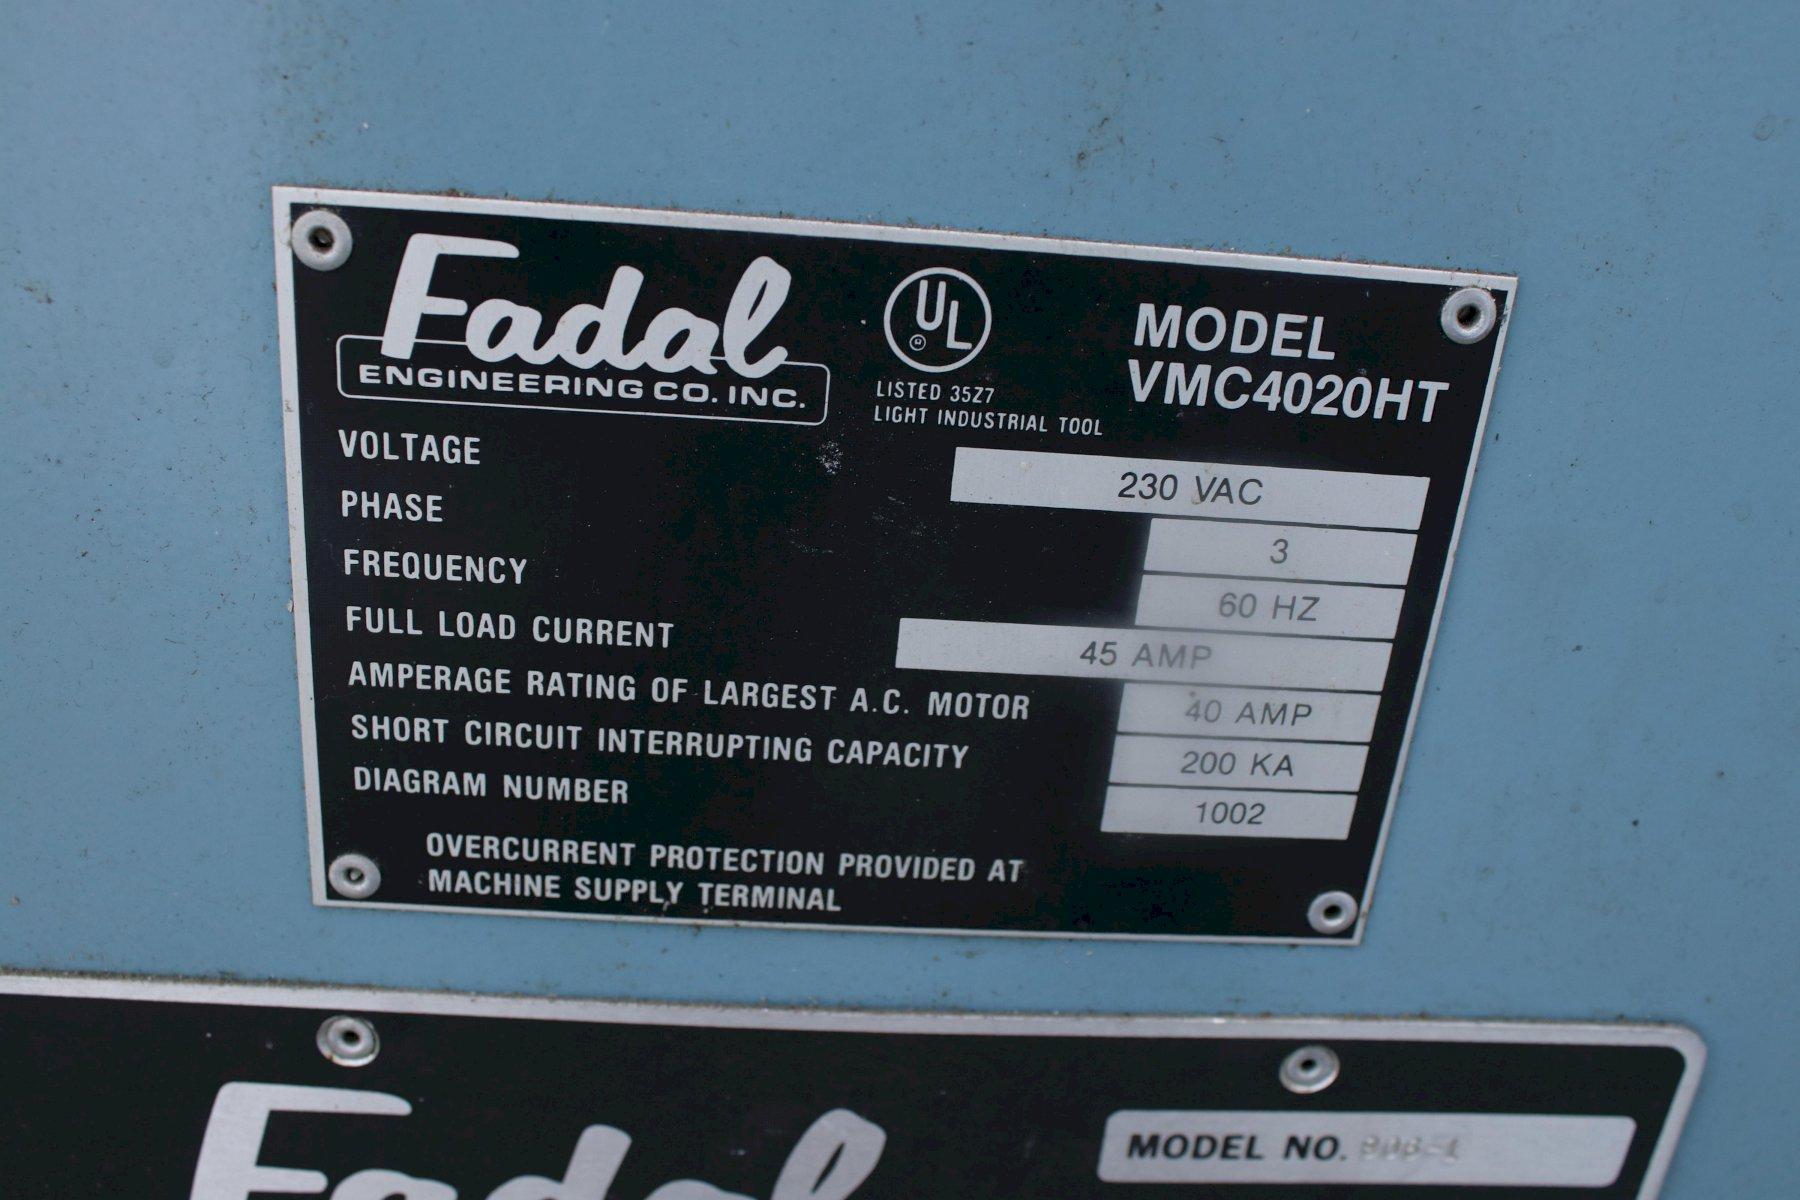 Fadal
ENGINEERING CO. INC.
UL
R
LISTED 35Z7
LIGHT INDUSTRIAL TOOL
MODEL
VMC4020HT
VOLTAGE 230 VAC
PHASE 3
FREQUENCY 60 HZ
FULL LOAD CURRENT 45 AMP
AMPERAGE RATING OF LARGEST A.C. MOTOR 40 AMP
SHORT CIRCUIT INTERRUPTING CAPACITY 200 KA
DIAGRAM NUMBER 1002
OVERCURRENT PROTECTION PROVIDED AT
MACHINE SUPPLY TERMINAL
Fadal
MODEL NO.